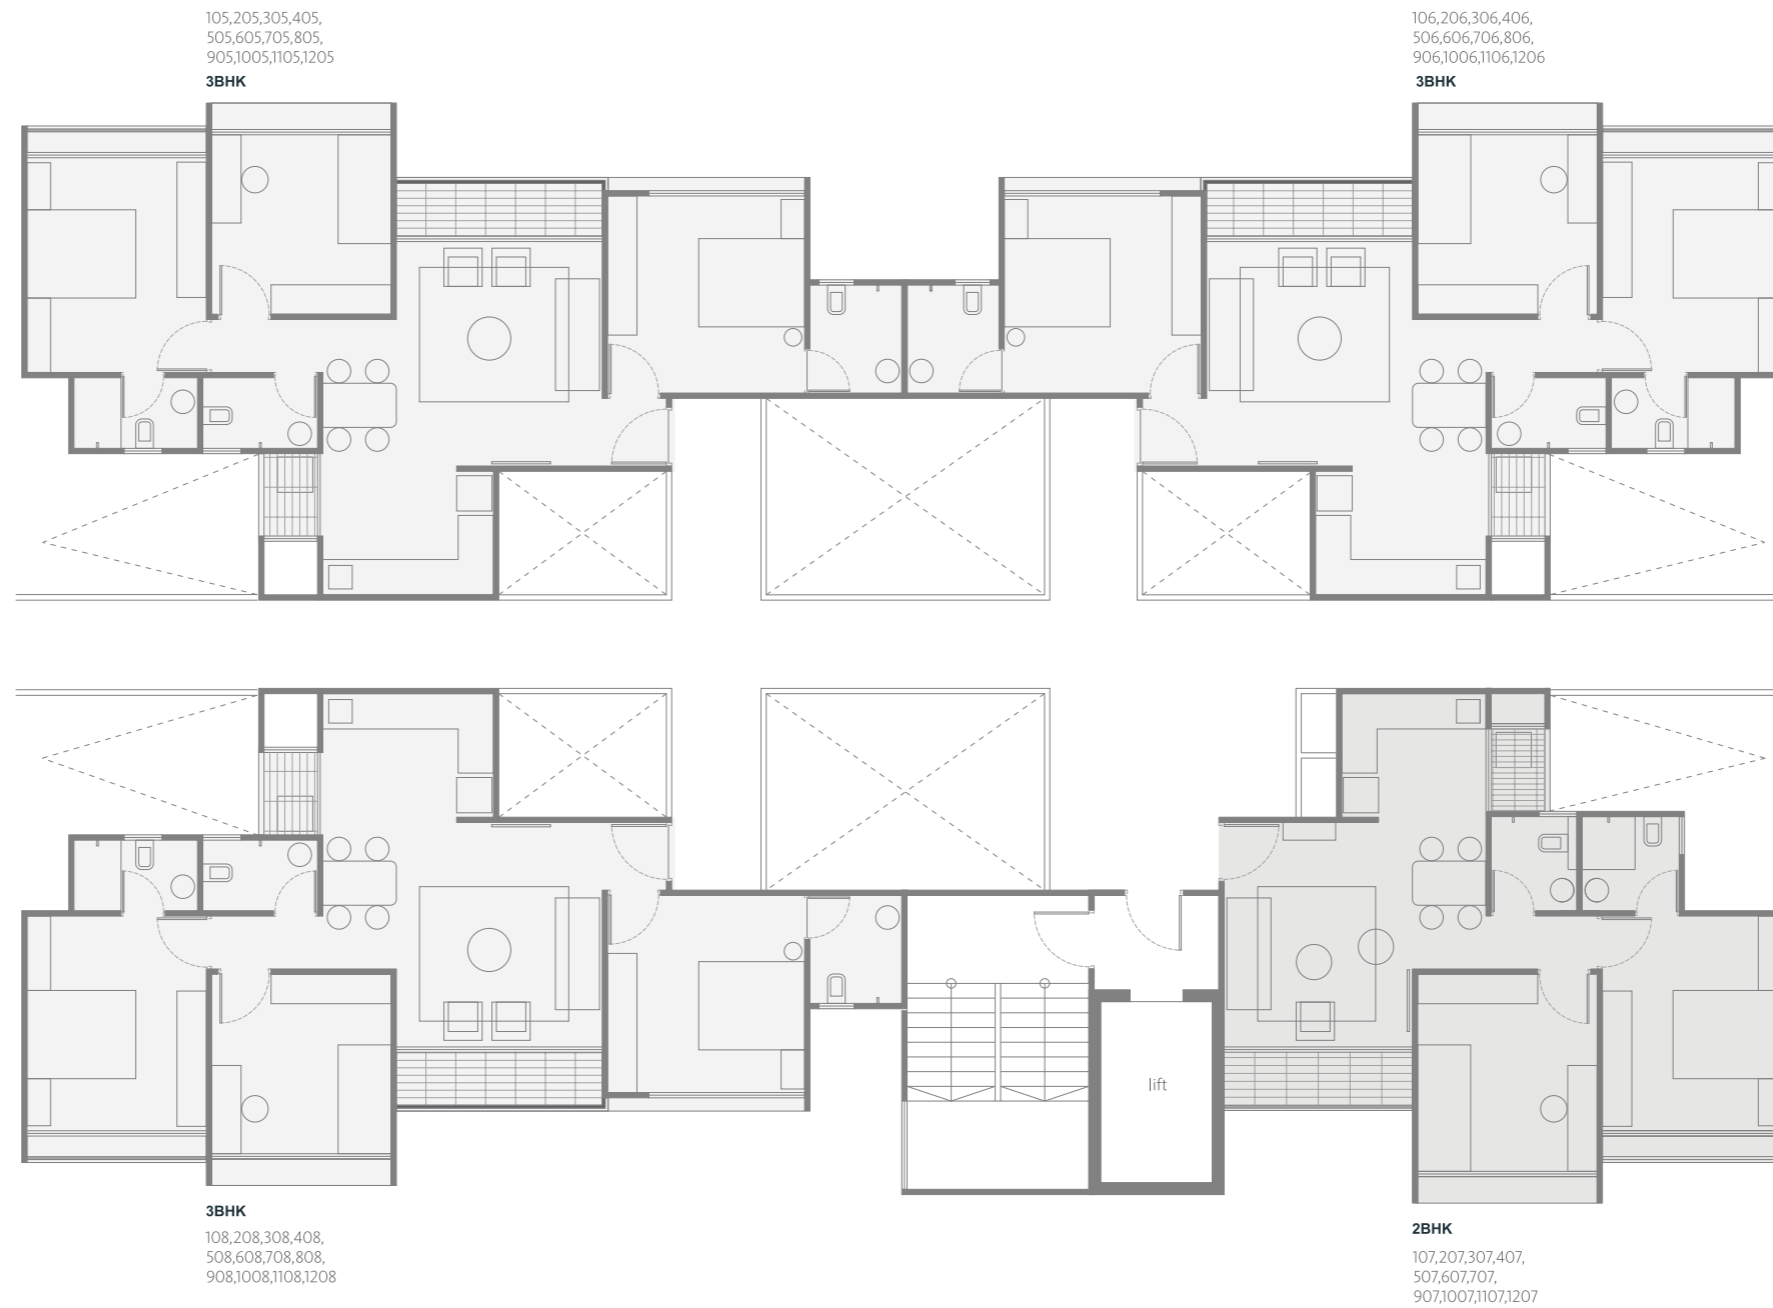 105,205,305,405,
505,605,705,805,
905,1005,1105,1205
3BHK
106,206,306,406,
506,606,706,806,
906,1006,1106,1206
3BHK
lift
3BHK
108,208,308,408,
508,608,708,808,
908,1008,1108,1208
2BHK
107,207,307,407,
507,607,707,
907,1007,1107,1207